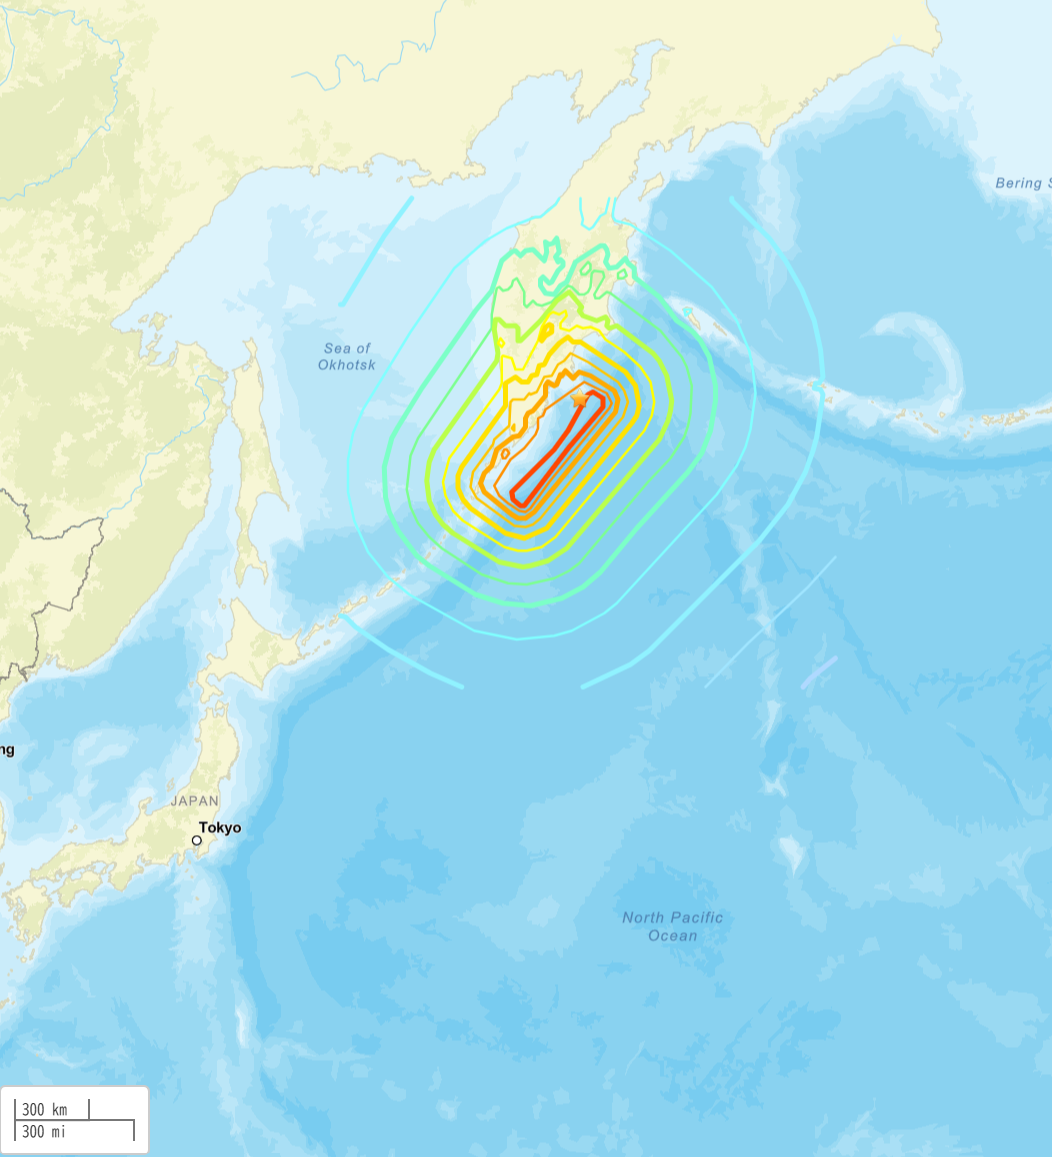 Bering S
Sea of
Okhotsk
ng
JAPAN
Tokyo
North Pacific
Ocean
300 km
300 mi